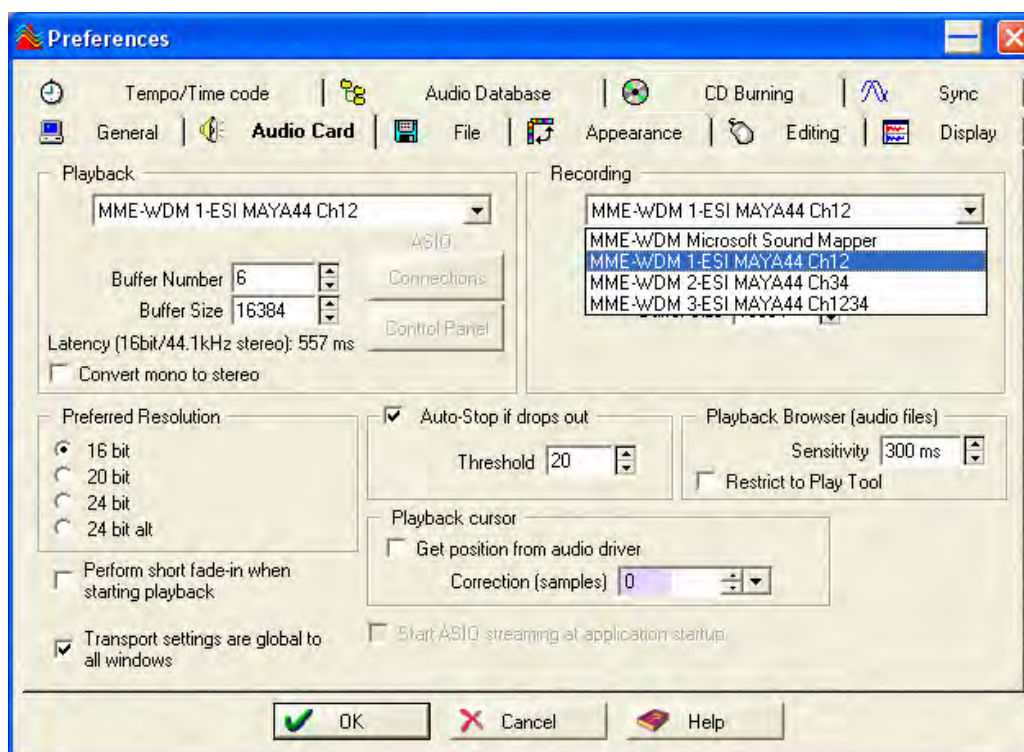 Preferences
Tempo/Time code
Audio Database
CD Burning
Sync
General
Audio Card
File
Appearance
Editing
Display
Playback
MME-WDM 1-ESI MAYA44 Ch12
ASIO
Buffer Number 6
Connections
Buffer Size 16384
Control Panel
Latency (16bit/44.1kHz stereo): 557 ms
Convert mono to stereo
Recording
MME-WDM 1-ESI MAYA44 Ch12
MME-WDM Microsoft Sound Mapper
MME-WDM 1-ESI MAYA44 Ch12
MME-WDM 2-ESI MAYA44 Ch34
MME-WDM 3-ESI MAYA44 Ch1234
Preferred Resolution
16 bit
20 bit
24 bit
24 bit alt
Auto-Stop if drops out
Threshold 20
Playback Browser (audio files)
Sensitivity 300 ms
Restrict to Play Tool
Playback cursor
Get position from audio driver
Correction (samples) 0
Perform short fade-in when
starting playback
Transport settings are global to
all windows
Start ASIO streaming at application startup
OK
Cancel
Help